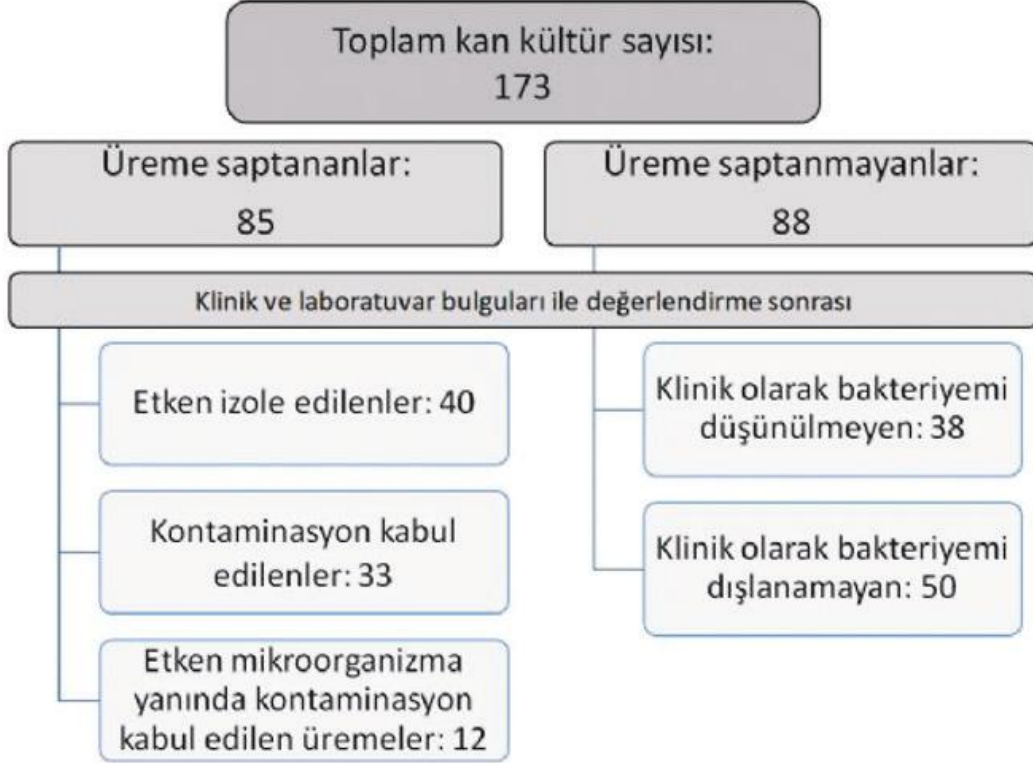 Toplam kan kültür sayısı:
173
Üreme saptananlar:
85
Üreme saptanmayanlar:
88
Klinik ve laboratuvar bulguları ile değerlendirme sonrası
Etken izole edilenler: 40
Kontaminasyon kabul
edilenler: 33
Etken mikroorganizma
yanında kontaminasyon
kabul edilen üremeler: 12
Klinik olarak bakteriyemi
düşünülmeyen: 38
Klinik olarak bakteriyemi
dışlanamayan: 50